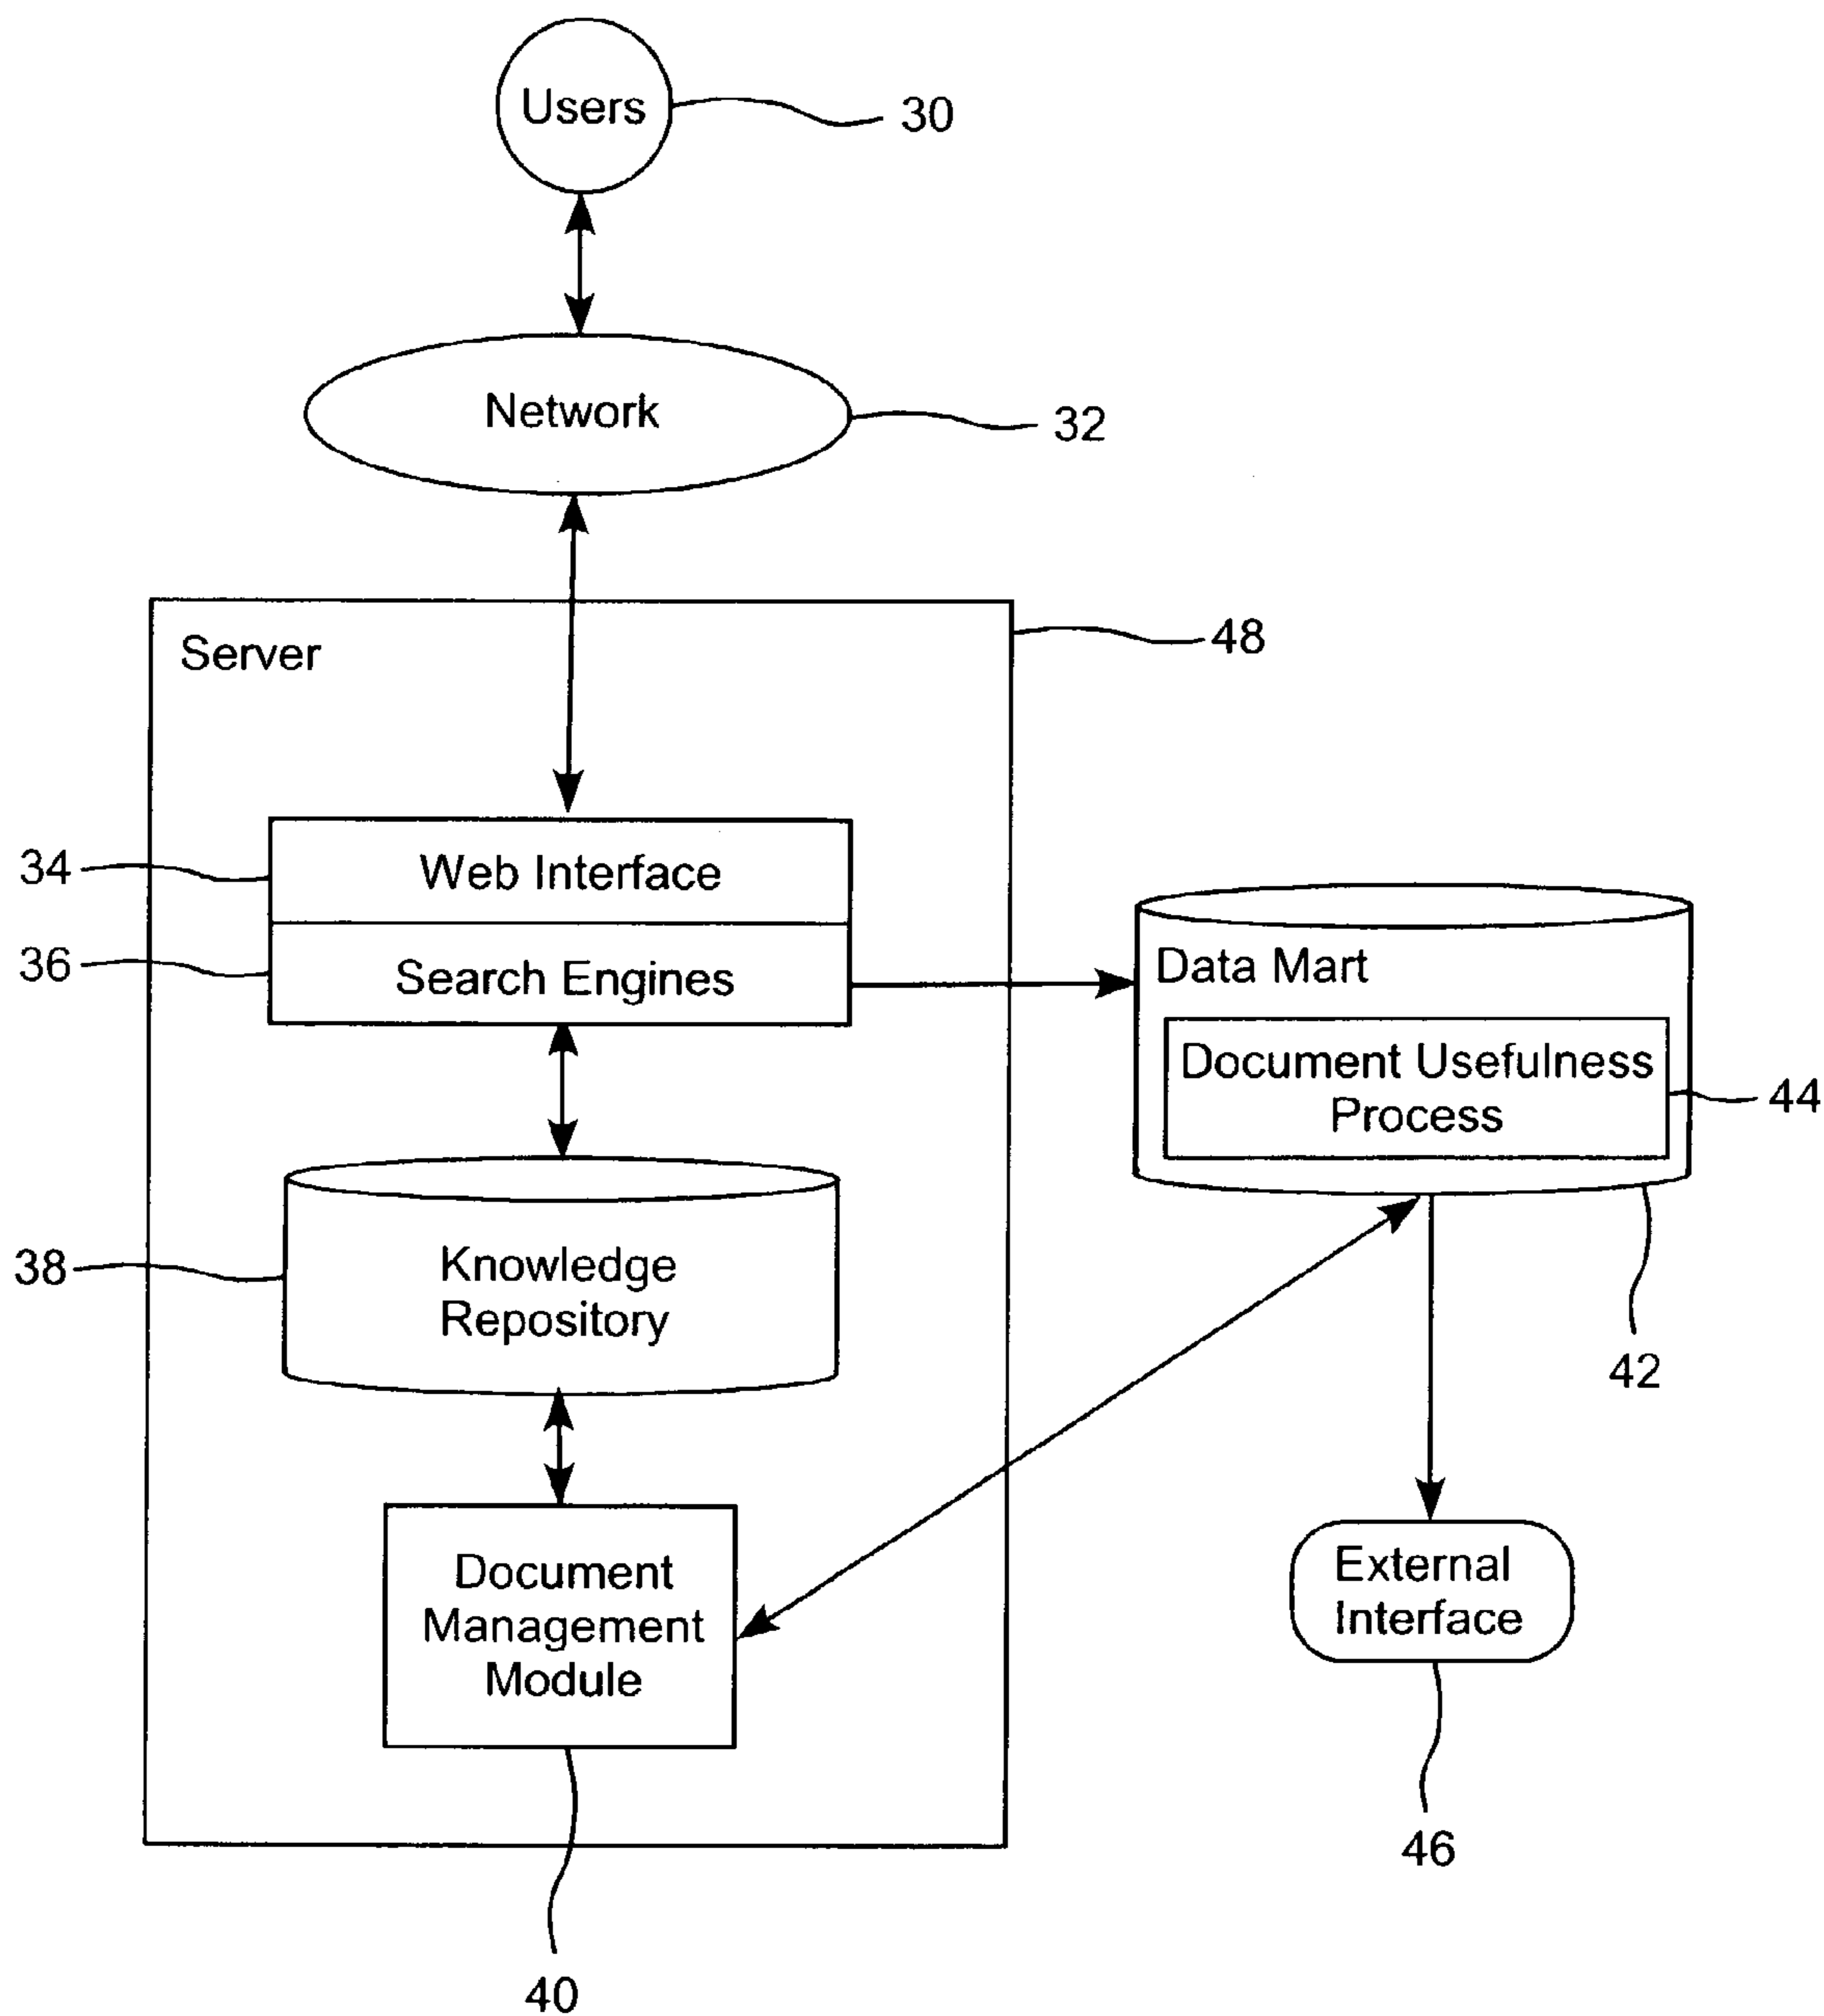 Users
30
Network
32
Server
48
34
Web Interface
36
Search Engines
Data Mart
Document Usefulness
Process
44
38
Knowledge
Repository
42
Document
Management
Module
External
Interface
46
40